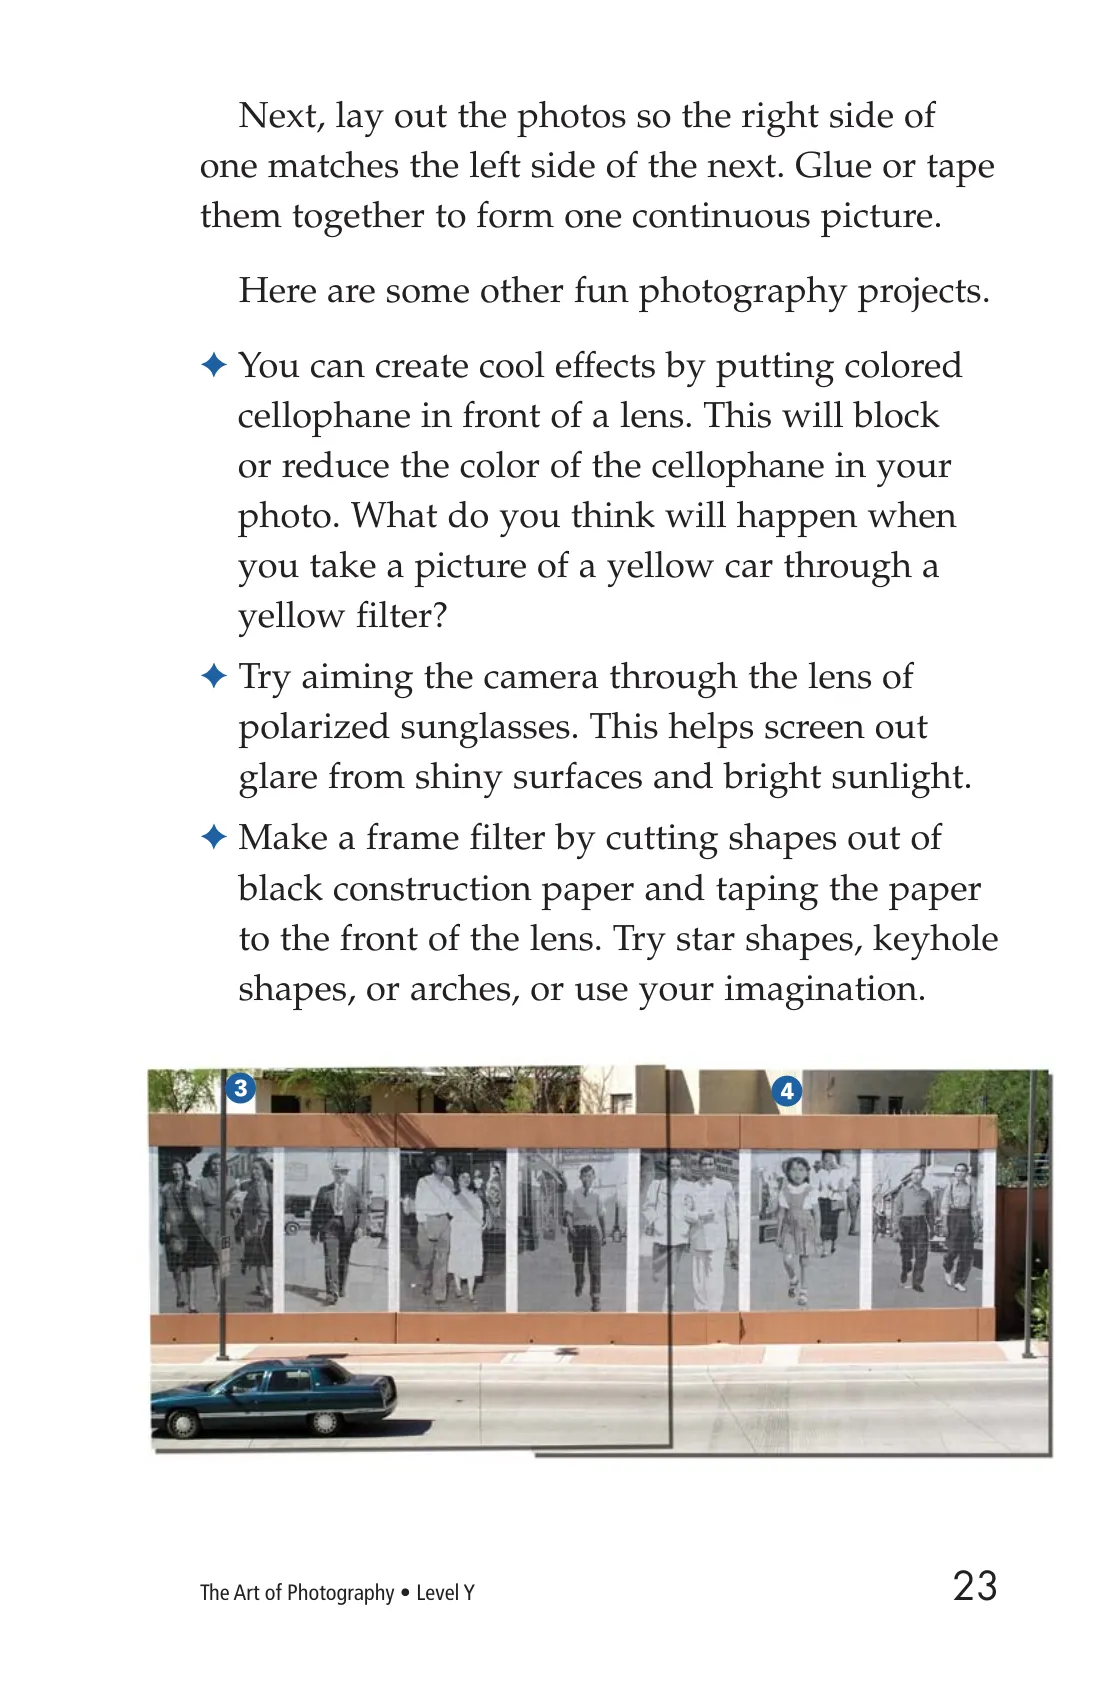 Next, lay out the photos so the right side of
one matches the left side of the next. Glue or tape
them together to form one continuous picture.
Here are some other fun photography projects.
✦ You can create cool effects by putting colored
cellophane in front of a lens. This will block
or reduce the color of the cellophane in your
photo. What do you think will happen when
you take a picture of a yellow car through a
yellow filter?
✦ Try aiming the camera through the lens of
polarized sunglasses. This helps screen out
glare from shiny surfaces and bright sunlight.
✦ Make a frame filter by cutting shapes out of
black construction paper and taping the paper
to the front of the lens. Try star shapes, keyhole
shapes, or arches, or use your imagination.
3
4
The Art of Photography • Level Y
23